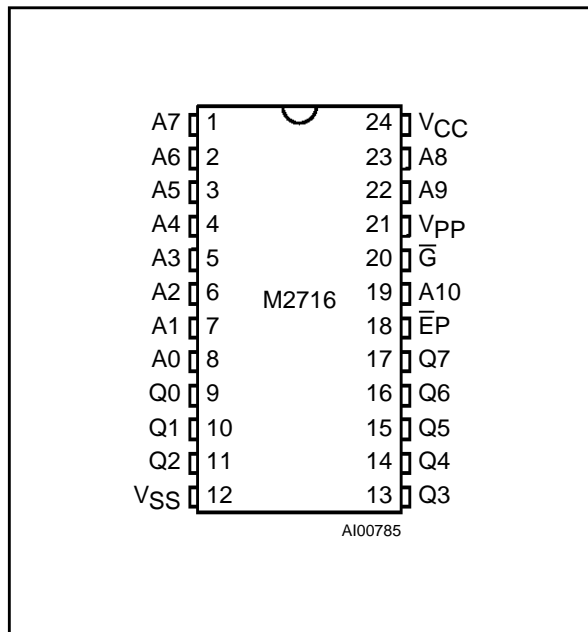 A7 1 24 VCC
A6 2 23 A8
A5 3 22 A9
A4 4 21 VPP
A3 5 20 G̅
A2 6 19 A10
M2716
A1 7 18 E̅P
A0 8 17 Q7
Q0 9 16 Q6
Q1 10 15 Q5
Q2 11 14 Q4
VSS 12 13 Q3
AI00785